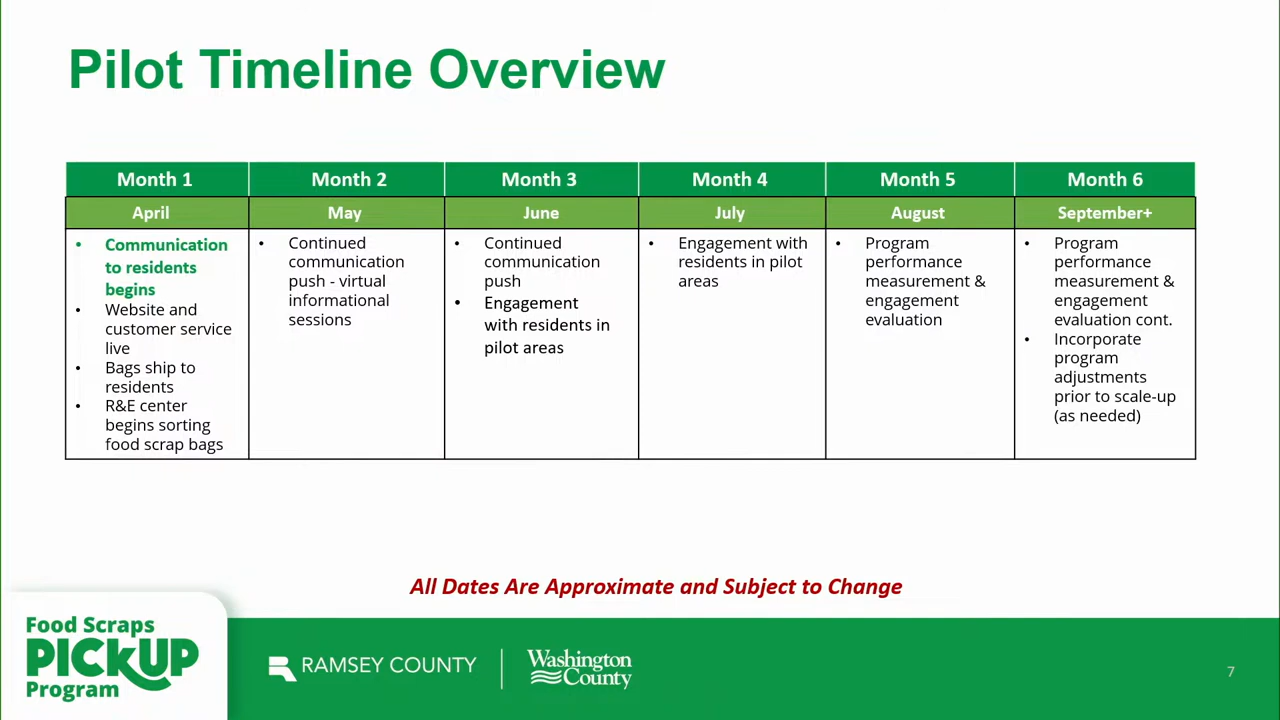 Pilot Timeline Overview
Month 1
Month 2
Month 3
Month 4
Month 5
Month 6
April
May
June
July
August
September+
• Communication
to residents
begins
• Website and
customer service
live
• Bags ship to
residents
• R&E center
begins sorting
food scrap bags
• Continued
communication
push - virtual
informational
sessions
• Continued
communication
push
• Engagement
with residents in
pilot areas
• Engagement with
residents in pilot
areas
• Program
performance
measurement &
engagement
evaluation
• Program
performance
measurement &
engagement
evaluation cont.
• Incorporate
program
adjustments
prior to scale-up
(as needed)
All Dates Are Approximate and Subject to Change
Food Scraps
PICKUP
Program
RAMSEY COUNTY
Washington
County
7